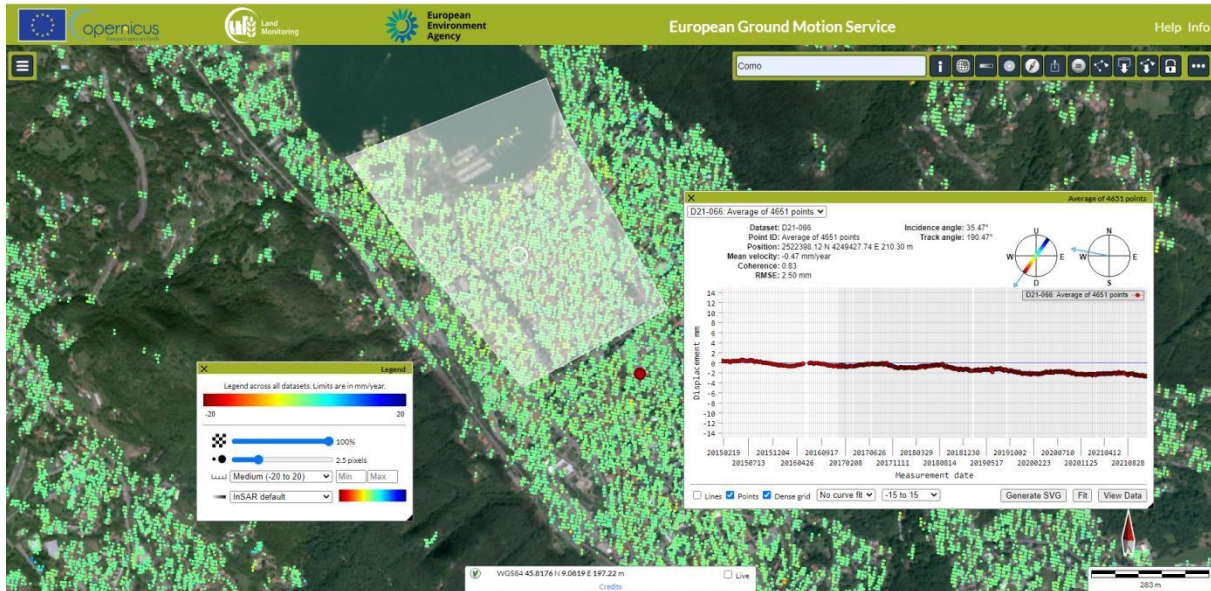 opernicus
Europe's eyes on Earth
Land
Monitoring
European
Environment
Agency
European Ground Motion Service
Help Info
Como
Average of 4651 points
D21-066: Average of 4651 points
Dataset: D21-066
Point ID: Average of 4651 points
Position: 2522398.12 N 4249427.74 E 210.30 m
Mean velocity: -0.47 mm/year
Coherence: 0.83
RMSE: 2.50 mm
Incidence angle: 35.47°
Track angle: 190.47°
U
W E
D
N
W E
S
D21-066: Average of 4651 points
14
12
10
8
6
4
2
0
-2
-4
-6
-8
-10
-12
-14
Displacement mm
20150219 20151204 20160917 20170626 20180329 20181230 20191002 20200710 20210412
20150713 20160426 20170208 20171111 20180814 20190517 20200223 20201125 20210828
Measurement date
Lines Points Dense grid No curve fit -15 to 15 Generate SVG Fit View Data
Legend
Legend across all datasets. Limits are in mm/year.
-20 20
100%
2.5 pixels
Medium (-20 to 20) Min Max
InSAR default
WGS84 45.8176 N 9.0819 E 197.22 m Live
Credits
283 m